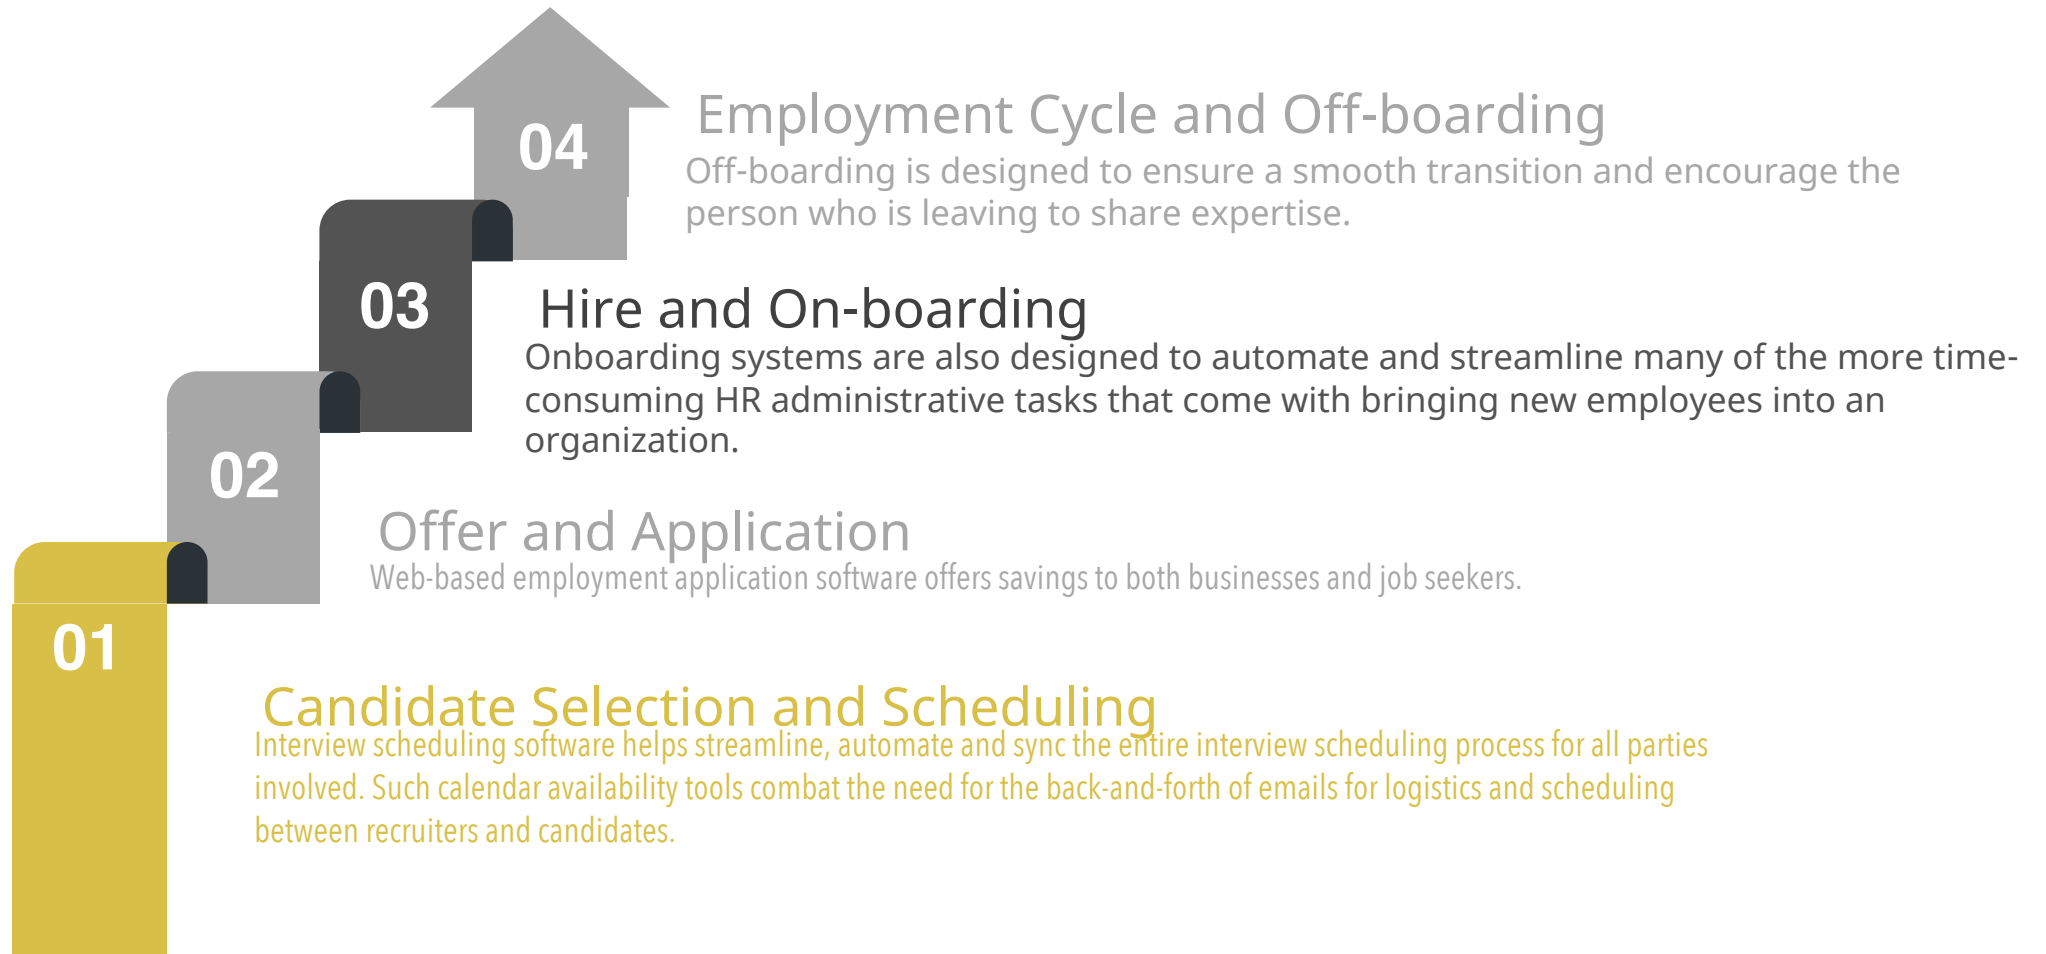 04
Employment Cycle and Off-boarding
Off-boarding is designed to ensure a smooth transition and encourage the
person who is leaving to share expertise.
03
Hire and On-boarding
Onboarding systems are also designed to automate and streamline many of the more time-
consuming HR administrative tasks that come with bringing new employees into an
organization.
02
Offer and Application
Web-based employment application software offers savings to both businesses and job seekers.
01
Candidate Selection and Scheduling
Interview scheduling software helps streamline, automate and sync the entire interview scheduling process for all parties
involved. Such calendar availability tools combat the need for the back-and-forth of emails for logistics and scheduling
between recruiters and candidates.